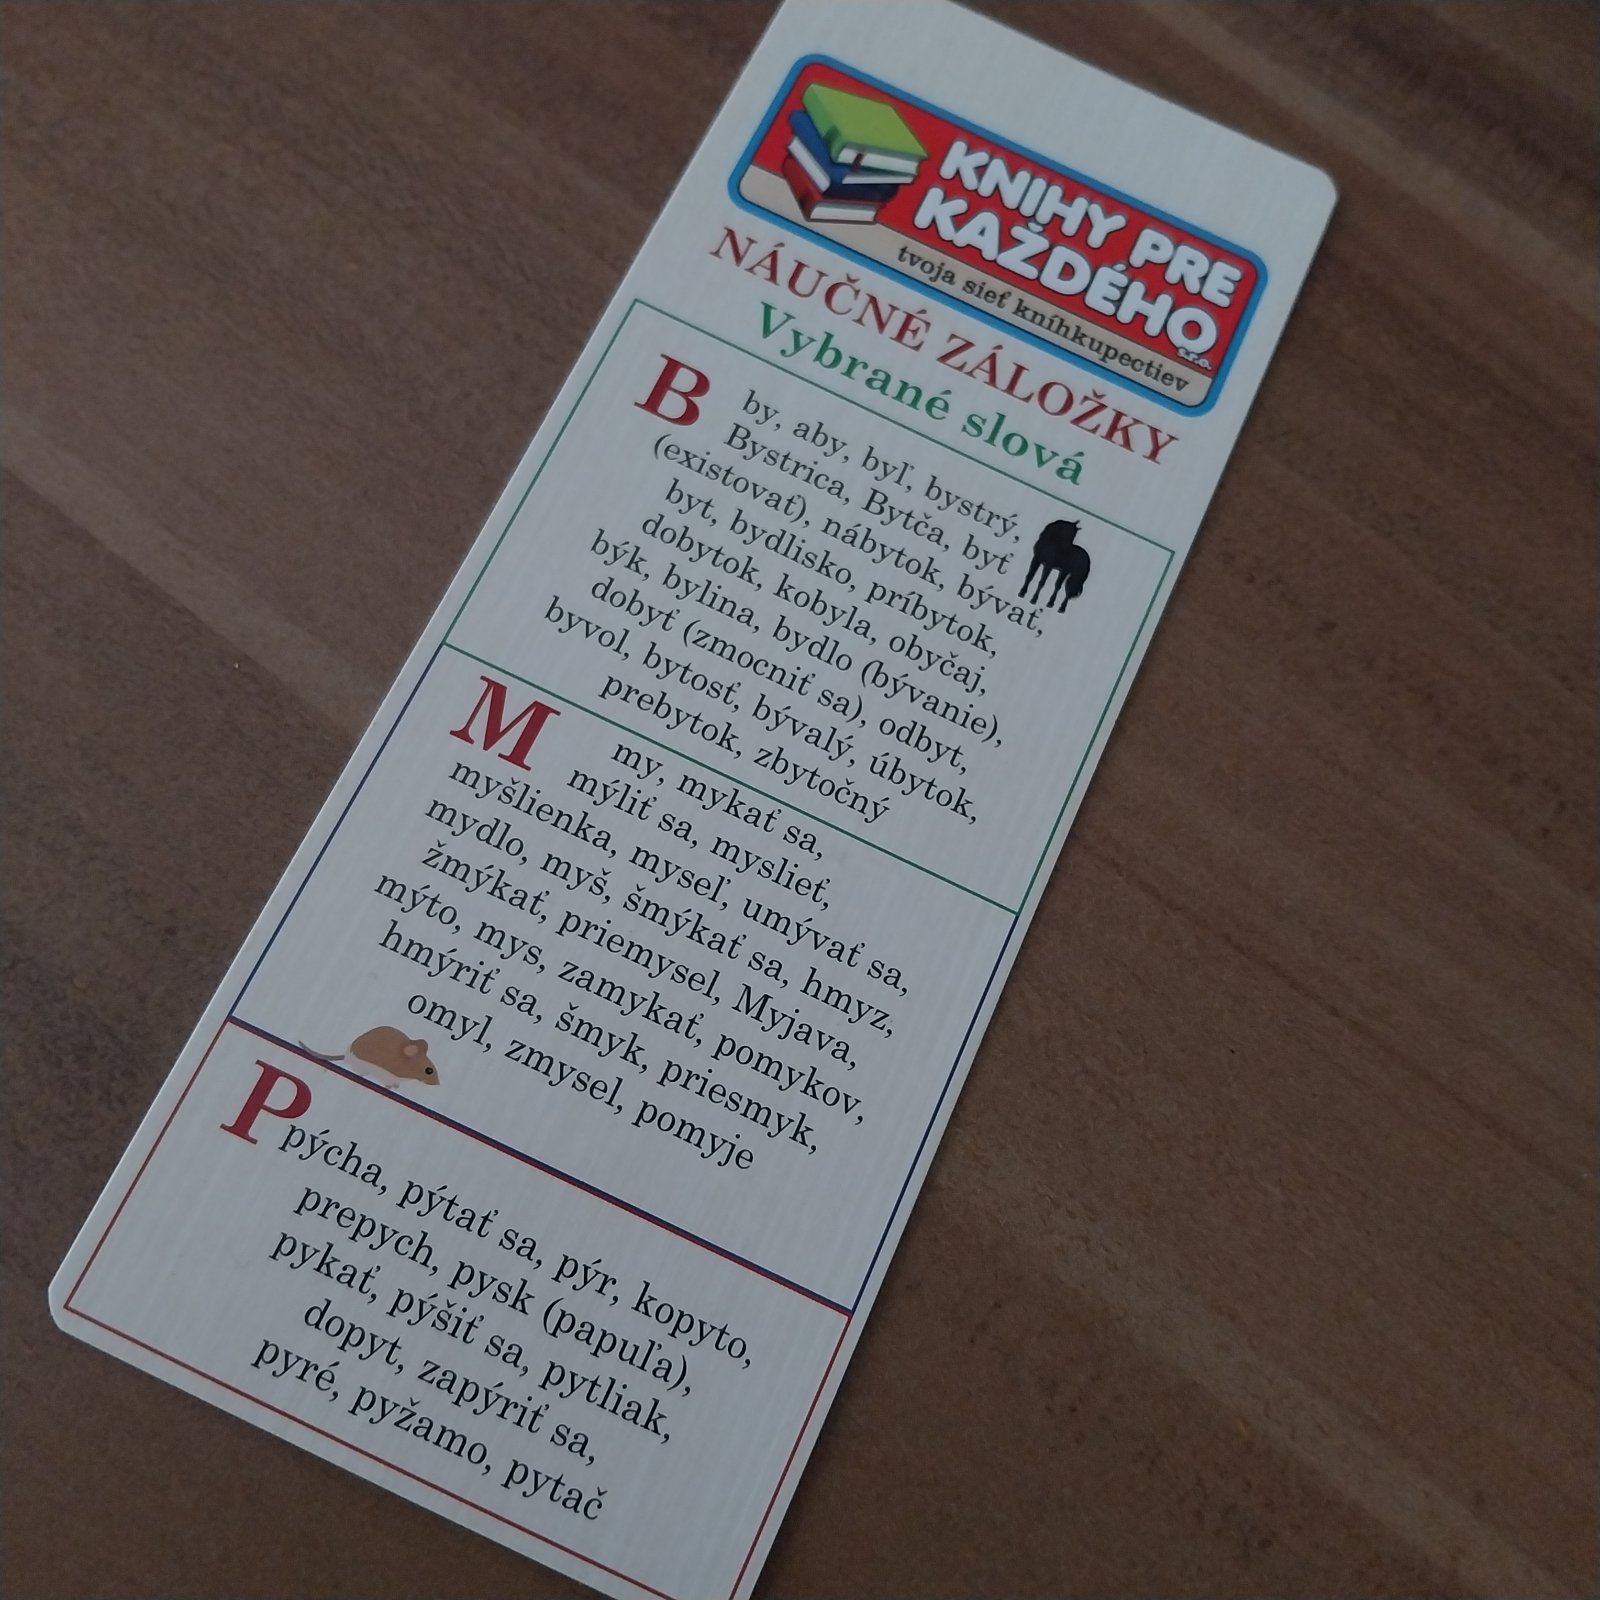 KNIHY PRE
KAŽDÉHO
s.r.o.
tvoja sieť kníhkupectiev
NÁUČNÉ ZÁLOŽKY
Vybrané slová
B
by, aby, byľ, bystrý,
Bystrica, Bytča, byť
(existovať), nábytok, bývať,
byt, bydlisko, príbytok,
dobytok, kobyla, obyčaj,
býk, bylina, bydlo (bývanie),
dobyť (zmocniť sa), odbyt,
byvol, bytosť, bývalý, úbytok,
prebytok, zbytočný
M
my, mykať sa,
mýliť sa, myslieť,
myšlienka, myseľ, umývať sa,
mydlo, myš, šmýkať sa, hmyz,
žmýkať, priemysel, Myjava,
mýto, mys, zamykať, pomykov,
hmýriť sa, šmyk, priesmyk,
omyl, zmysel, pomyje
P
pýcha, pýtať sa, pýr, kopyto,
prepych, pysk (papuľa),
pykať, pýšiť sa, pytliak,
dopyt, zapýriť sa,
pyré, pyžamo, pytač